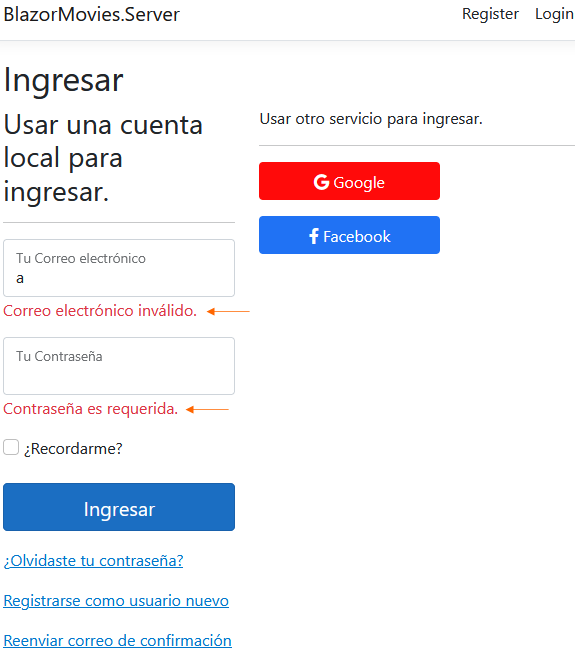 BlazorMovies.Server
Register
Login
Ingresar
Usar una cuenta
local para
ingresar.
Tu Correo electrónico
a
Correo electrónico inválido.
Tu Contraseña
Contraseña es requerida.
¿Recordarme?
Ingresar
¿Olvidaste tu contraseña?
Registrarse como usuario nuevo
Reenviar correo de confirmación
Usar otro servicio para ingresar.
Google
Facebook